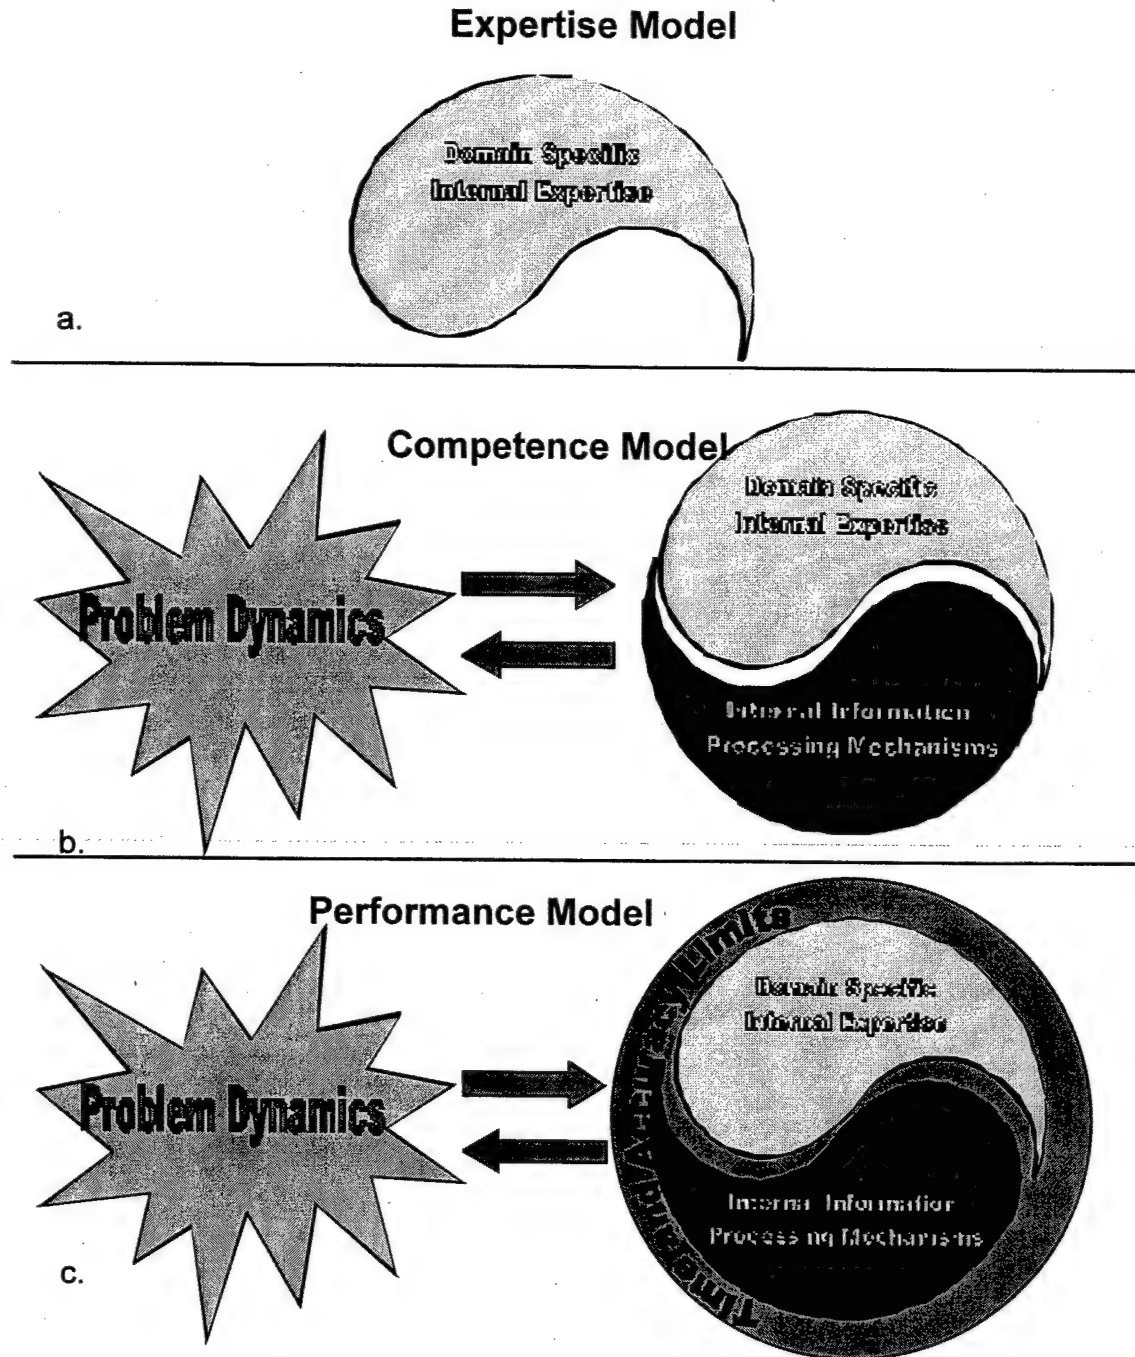 Expertise Model
Domain Specific
Internal Expertise
a.
Competence Model
Domain Specific
Internal Expertise
Problem Dynamics
Internal Information
Processing Mechanisms
b.
Performance Model
Time and/Accuracy Limits
Domain Specific
Internal Expertise
Problem Dynamics
Internal Information
Processing Mechanisms
c.